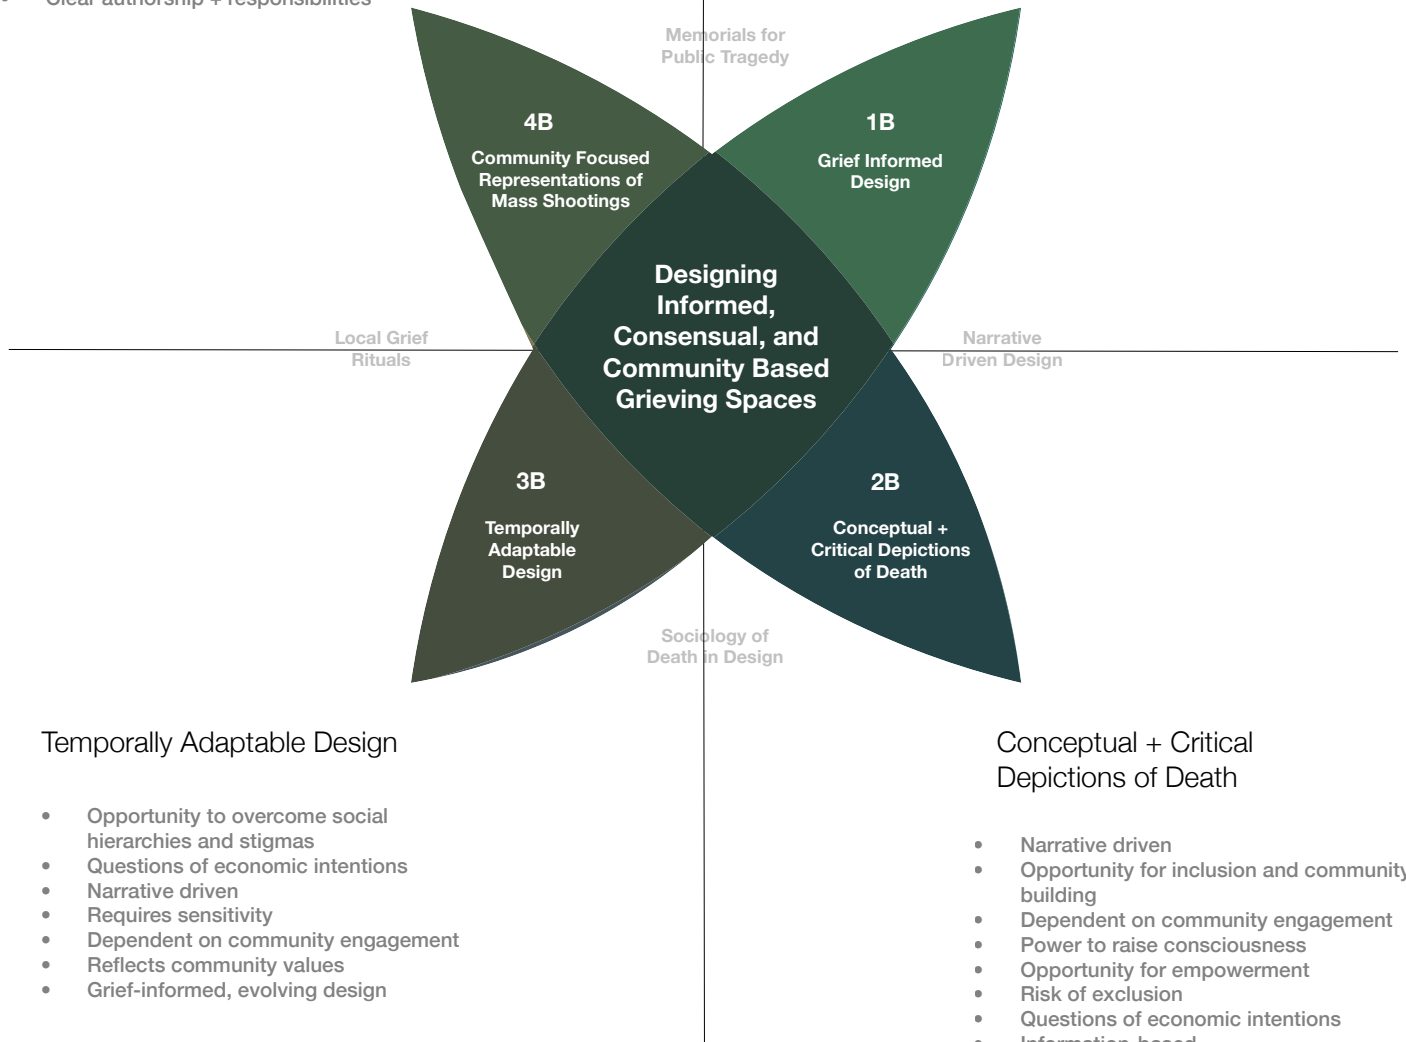 Clear authorship + responsibilities
Memorials for
Public Tragedy
4B
Community Focused
Representations of
Mass Shootings
1B
Grief Informed
Design
Designing
Informed,
Consensual, and
Community Based
Grieving Spaces
Local Grief
Rituals
Narrative
Driven Design
3B
Temporally
Adaptable
Design
2B
Conceptual +
Critical Depictions
of Death
Sociology of
Death in Design
Temporally Adaptable Design
• Opportunity to overcome social
hierarchies and stigmas
• Questions of economic intentions
• Narrative driven
• Requires sensitivity
• Dependent on community engagement
• Reflects community values
• Grief-informed, evolving design
Conceptual + Critical
Depictions of Death
• Narrative driven
• Opportunity for inclusion and community
building
• Dependent on community engagement
• Power to raise consciousness
• Opportunity for empowerment
• Risk of exclusion
• Questions of economic intentions
• Information-based